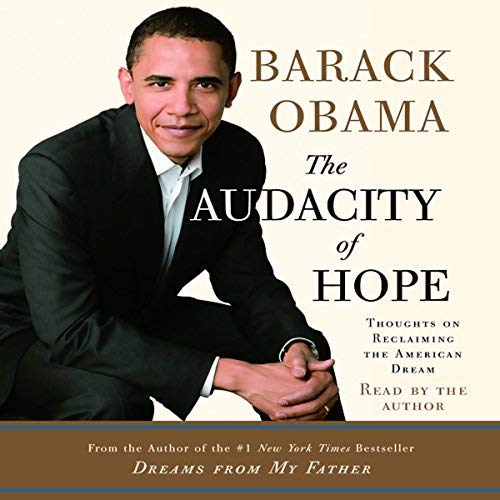 BARACK
OBAMA
The
AUDACITY
of
HOPE
THOUGHTS ON
RECLAIMING
THE AMERICAN
DREAM
READ BY THE
AUTHOR
From the Author of the #1 New York Times Bestseller
DREAMS FROM MY FATHER